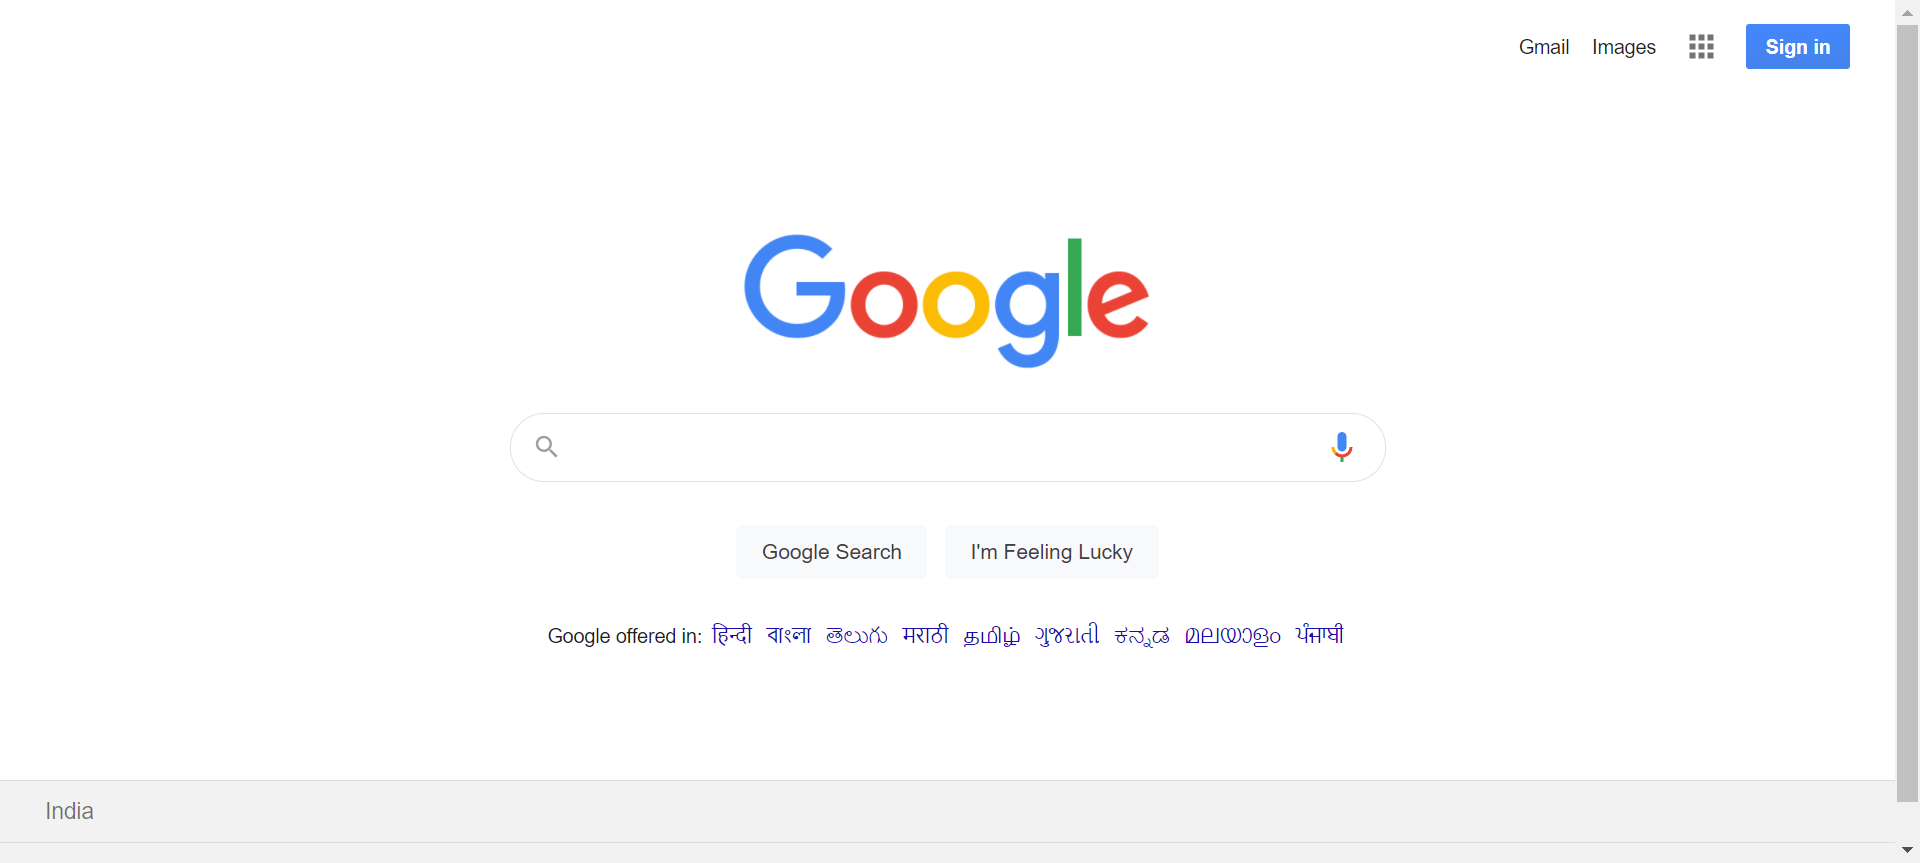 Gmail Images Sign in
Google
Google Search I'm Feeling Lucky
Google offered in: हिन्दी বাংলা తెలుగు मराठी தமிழ் ગુજરાતી ಕನ್ನಡ മലയാളം ਪੰਜਾਬੀ
India